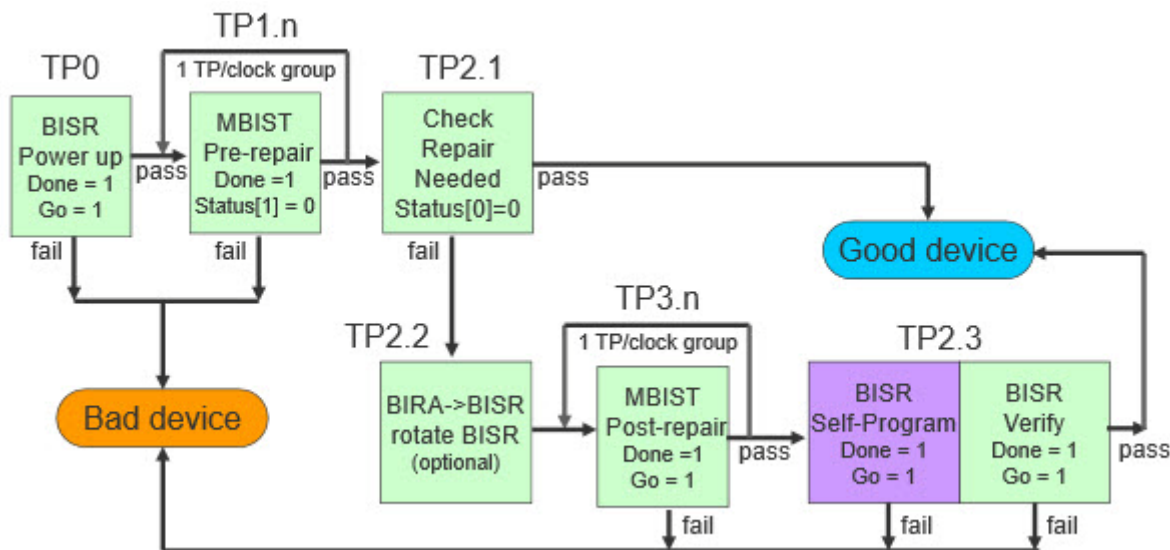 TP1.n
1 TP/clock group
TP0
TP2.1
BISR
Power up
Done = 1
Go = 1
pass
fail
MBIST
Pre-repair
Done =1
Status[1] = 0
pass
fail
Check
Repair
Needed
Status[0]=0
pass
fail
Good device
TP3.n
1 TP/clock group
TP2.2
TP2.3
Bad device
BIRA->BISR
rotate BISR
(optional)
MBIST
Post-repair
Done =1
Go = 1
pass
fail
BISR
Self-Program
Done = 1
Go = 1
fail
BISR
Verify
Done = 1
Go = 1
pass
fail